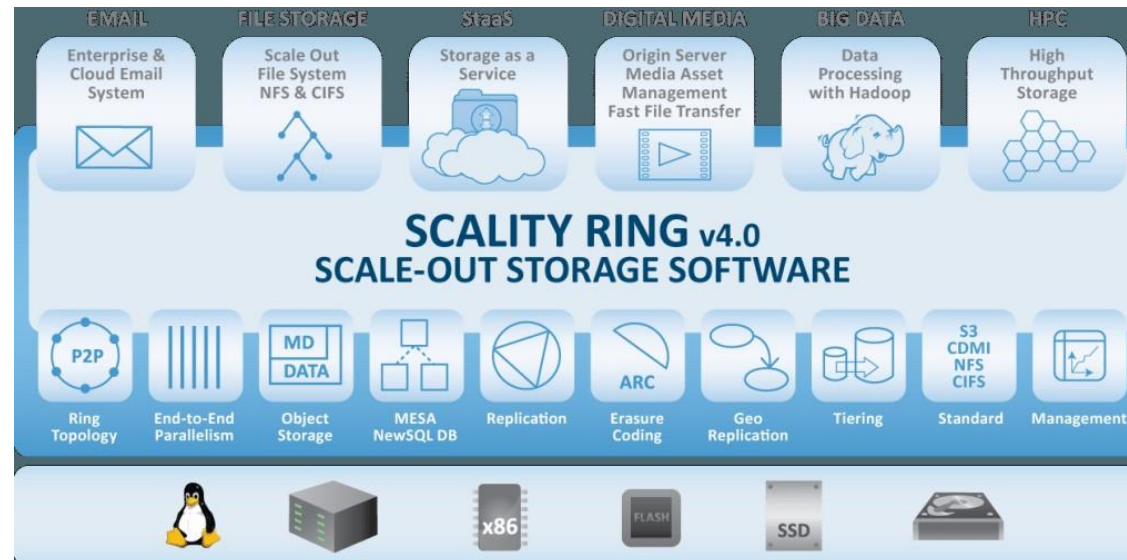 EMAIL
FILE STORAGE
StaaS
DIGITAL MEDIA
BIG DATA
HPC
Enterprise &
Cloud Email
System
Scale Out
File System
NFS & CIFS
Storage as a
Service
Origin Server
Media Asset
Management
Fast File Transfer
Data
Processing
with Hadoop
High
Throughput
Storage
SCALITY RING v4.0
SCALE-OUT STORAGE SOFTWARE
P2P
MD
DATA
ARC
S3
CDMI
NFS
CIFS
Ring
Topology
End-to-End
Parallelism
Object
Storage
MESA
NewSQL DB
Replication
Erasure
Coding
Geo
Replication
Tiering
Standard
Management
x86
FLASH
SSD